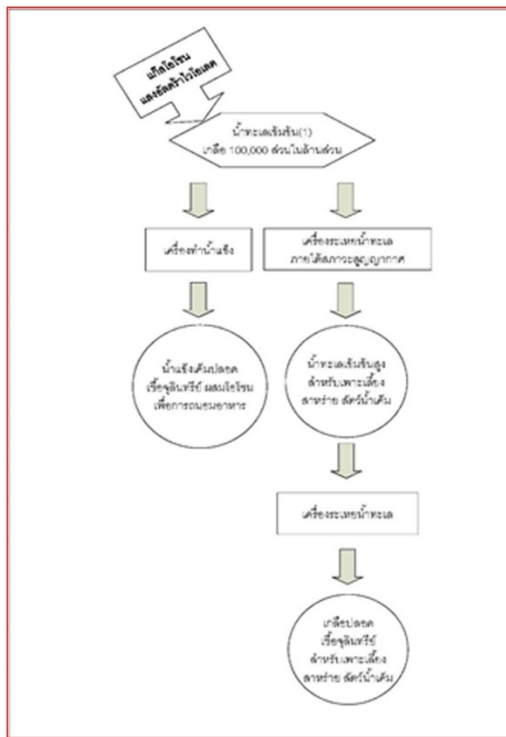 แก๊สโอโซน
แสงอัลตร้าไวโอเลต
น้ำทะเลเข้มข้น(1)
เกลือ 100,000 ส่วนในล้านส่วน
เครื่องทำน้ำแข็ง
เครื่องระเหยน้ำทะเล
ภายใต้สภาวะสูญญากาศ
น้ำแข็งเค็มปลอด
เชื้อจุลินทรีย์ ผสมโอโซน
เพื่อการถนอมอาหาร
น้ำทะเลเข้มข้นสูง
สำหรับเพาะเลี้ยง
สาหร่าย สัตว์น้ำเค็ม
เครื่องระเหยน้ำทะเล
เกลือปลอด
เชื้อจุลินทรีย์
สำหรับเพาะเลี้ยง
สาหร่าย สัตว์น้ำเค็ม